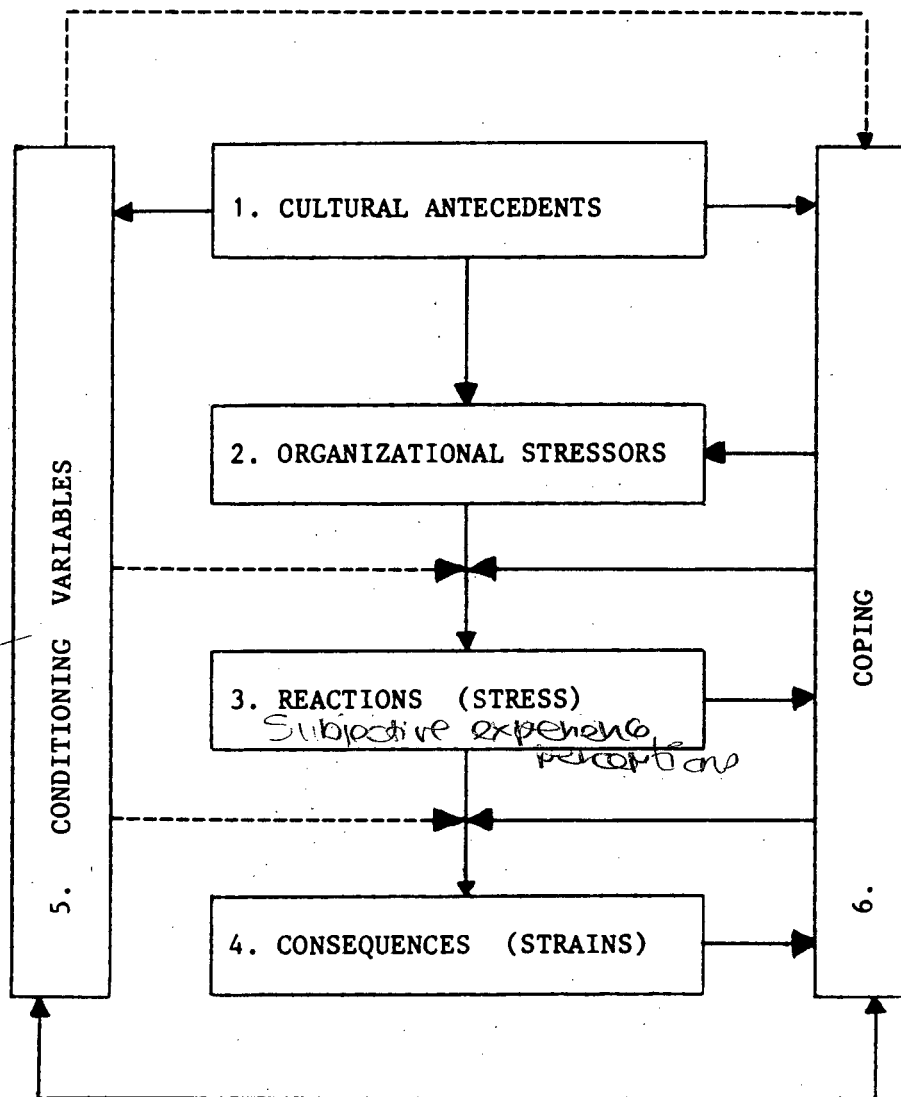 1. CULTURAL ANTECEDENTS
2. ORGANIZATIONAL STRESSORS
3. REACTIONS (STRESS)
Subjective experience
perceptions
4. CONSEQUENCES (STRAINS)
5. CONDITIONING VARIABLES
6. COPING